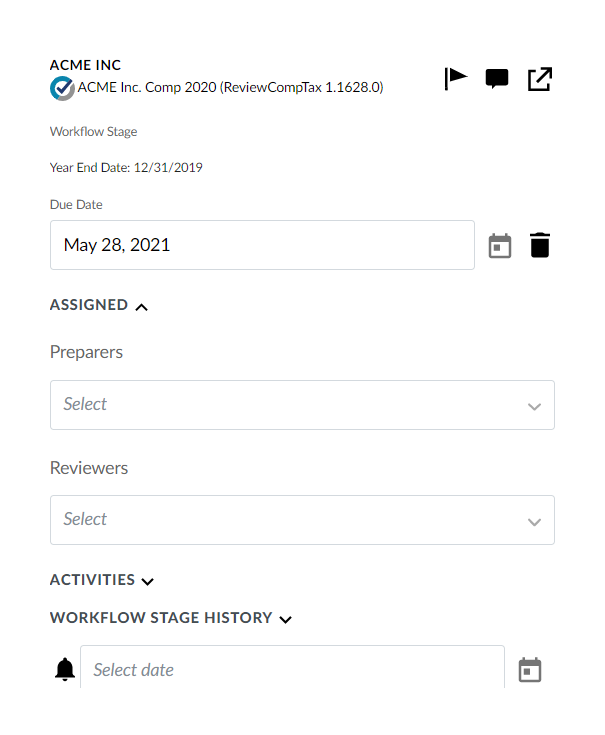 ACME INC
ACME Inc. Comp 2020 (ReviewCompTax 1.1628.0)
Workflow Stage
Year End Date: 12/31/2019
Due Date
May 28, 2021
ASSIGNED
Preparers
Select
Reviewers
Select
ACTIVITIES
WORKFLOW STAGE HISTORY
Select date